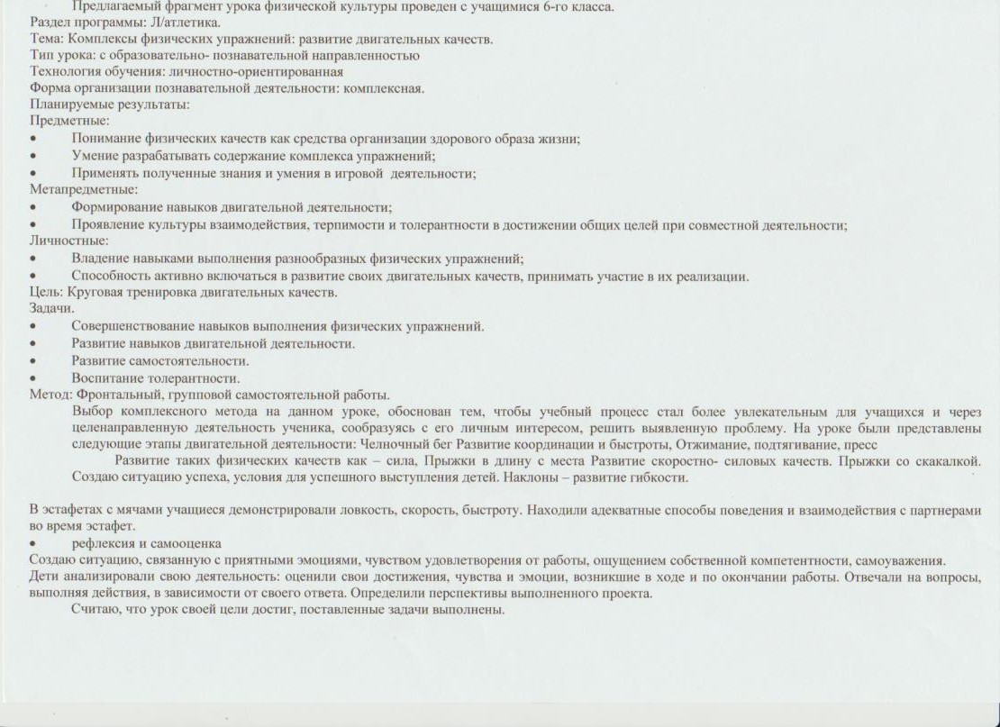 Предлагаемый фрагмент урока физической культуры проведен с учащимися 6-го класса.
Раздел программы: Л/атлетика.
Тема: Комплексы физических упражнений: развитие двигательных качеств.
Тип урока: с образовательно- познавательной направленностью
Технология обучения: личностно-ориентированная
Форма организации познавательной деятельности: комплексная.
Планируемые результаты:
Предметные:
• Понимание физических качеств как средства организации здорового образа жизни;
• Умение разрабатывать содержание комплекса упражнений;
• Применять полученные знания и умения в игровой деятельности;
Метапредметные:
• Формирование навыков двигательной деятельности;
• Проявление культуры взаимодействия, терпимости и толерантности в достижении общих целей при совместной деятельности;
Личностные:
• Владение навыками выполнения разнообразных физических упражнений;
• Способность активно включаться в развитие своих двигательных качеств, принимать участие в их реализации.
Цель: Круговая тренировка двигательных качеств.
Задачи.
• Совершенствование навыков выполнения физических упражнений.
• Развитие навыков двигательной деятельности.
• Развитие самостоятельности.
• Воспитание толерантности.
Метод: Фронтальный, групповой самостоятельной работы.
Выбор комплексного метода на данном уроке, обоснован тем, чтобы учебный процесс стал более увлекательным для учащихся и через
целенаправленную деятельность ученика, сообразуясь с его личным интересом, решить выявленную проблему. На уроке были представлены
следующие этапы двигательной деятельности: Челночный бег Развитие координации и быстроты, Отжимание, подтягивание, пресс
Развитие таких физических качеств как – сила, Прыжки в длину с места Развитие скоростно- силовых качеств. Прыжки со скакалкой.
Создаю ситуацию успеха, условия для успешного выступления детей. Наклоны – развитие гибкости.
В эстафетах с мячами учащиеся демонстрировали ловкость, скорость, быстроту. Находили адекватные способы поведения и взаимодействия с партнерами
во время эстафет.
• рефлексия и самооценка
Создаю ситуацию, связанную с приятными эмоциями, чувством удовлетворения от работы, ощущением собственной компетентности, самоуважения.
Дети анализировали свою деятельность: оценили свои достижения, чувства и эмоции, возникшие в ходе и по окончании работы. Отвечали на вопросы,
выполняя действия, в зависимости от своего ответа. Определили перспективы выполненного проекта.
Считаю, что урок своей цели достиг, поставленные задачи выполнены.